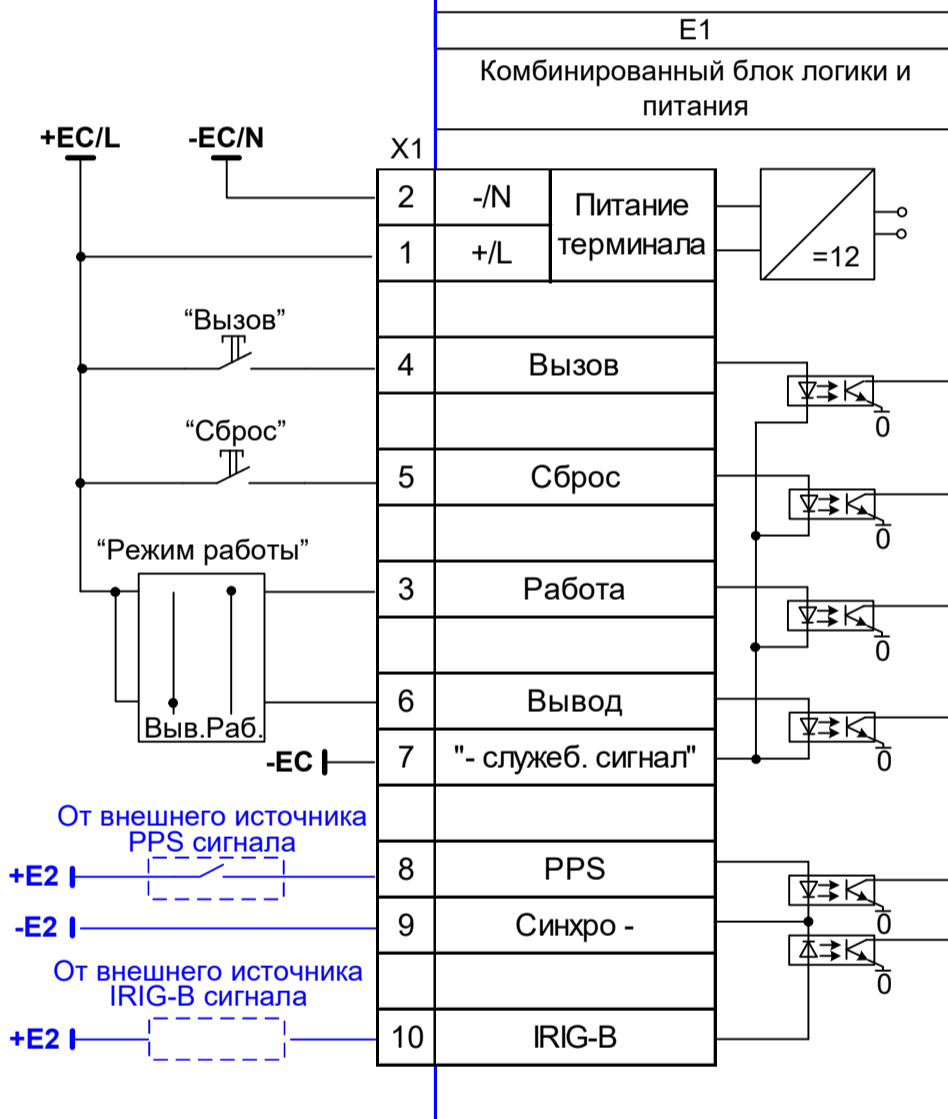 E1
Комбинированный блок логики и
питания
+EC/L
-EC/N
X1
2
-/N
Питание
терминала
1
+/L
=12
“Вызов”
4
Вызов
0
“Сброс”
5
Сброс
0
“Режим работы”
3
Работа
0
Выв.Раб.
6
Вывод
0
-EC
7
"- служеб. сигнал"
От внешнего источника
PPS сигнала
+E2
8
PPS
0
-E2
9
Синхро -
0
От внешнего источника
IRIG-B сигнала
+E2
10
IRIG-B